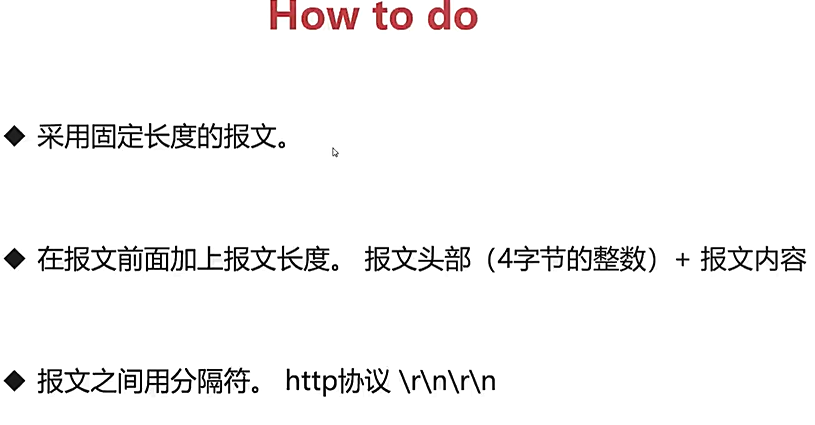 How to do
◆ 采用固定长度的报文。
◆ 在报文前面加上报文长度。 报文头部（4字节的整数）+ 报文内容
◆ 报文之间用分隔符。 http协议 \r\n\r\n